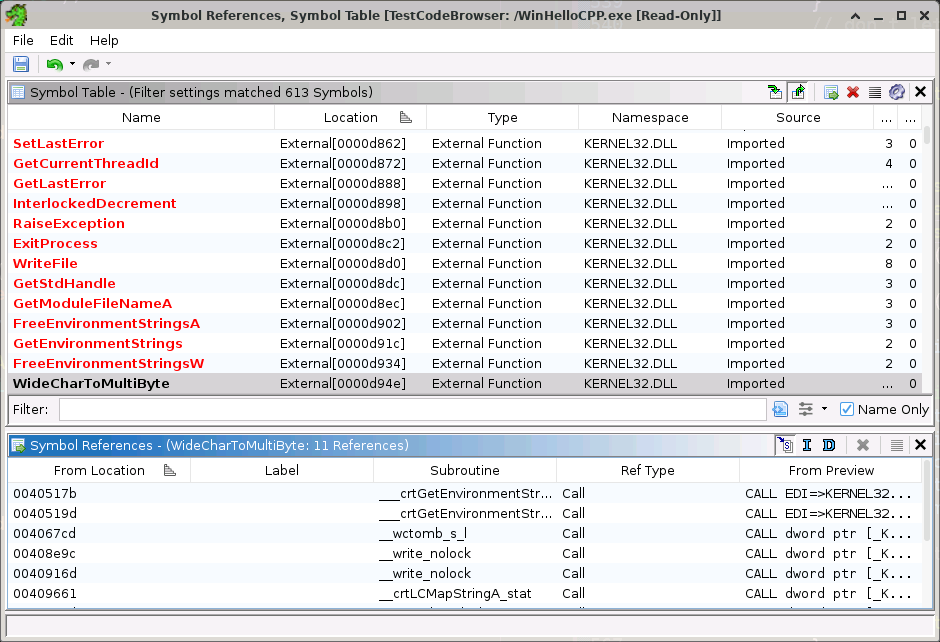 Symbol References, Symbol Table [TestCodeBrowser: /WinHelloCPP.exe [Read-Only]]
File Edit Help
Symbol Table - (Filter settings matched 613 Symbols)
Name Location Type Namespace Source ... ...
SetLastError External[0000d862] External Function KERNEL32.DLL Imported 3 0
GetCurrentThreadId External[0000d872] External Function KERNEL32.DLL Imported 4 0
GetLastError External[0000d888] External Function KERNEL32.DLL Imported ... 0
InterlockedDecrement External[0000d898] External Function KERNEL32.DLL Imported ... 0
RaiseException External[0000d8b0] External Function KERNEL32.DLL Imported 2 0
ExitProcess External[0000d8c2] External Function KERNEL32.DLL Imported 2 0
WriteFile External[0000d8d0] External Function KERNEL32.DLL Imported 8 0
GetStdHandle External[0000d8dc] External Function KERNEL32.DLL Imported 3 0
GetModuleFileNameA External[0000d8ec] External Function KERNEL32.DLL Imported 3 0
FreeEnvironmentStringsA External[0000d902] External Function KERNEL32.DLL Imported 3 0
GetEnvironmentStrings External[0000d91c] External Function KERNEL32.DLL Imported 2 0
FreeEnvironmentStringsW External[0000d934] External Function KERNEL32.DLL Imported 2 0
WideCharToMultiByte External[0000d94e] External Function KERNEL32.DLL Imported ... 0
Filter: Name Only
Symbol References - (WideCharToMultiByte: 11 References) I D
From Location Label Subroutine Ref Type From Preview
0040517b ___crtGetEnvironmentStr... Call CALL EDI=>KERNEL32...
0040519d ___crtGetEnvironmentStr... Call CALL EDI=>KERNEL32...
004067cd __wctomb_s_l Call CALL dword ptr [_K...
00408e9c __write_nolock Call CALL dword ptr [_K...
0040916d __write_nolock Call CALL dword ptr [_K...
00409661 __crtLCMapStringA_stat Call CALL dword ptr [_K...